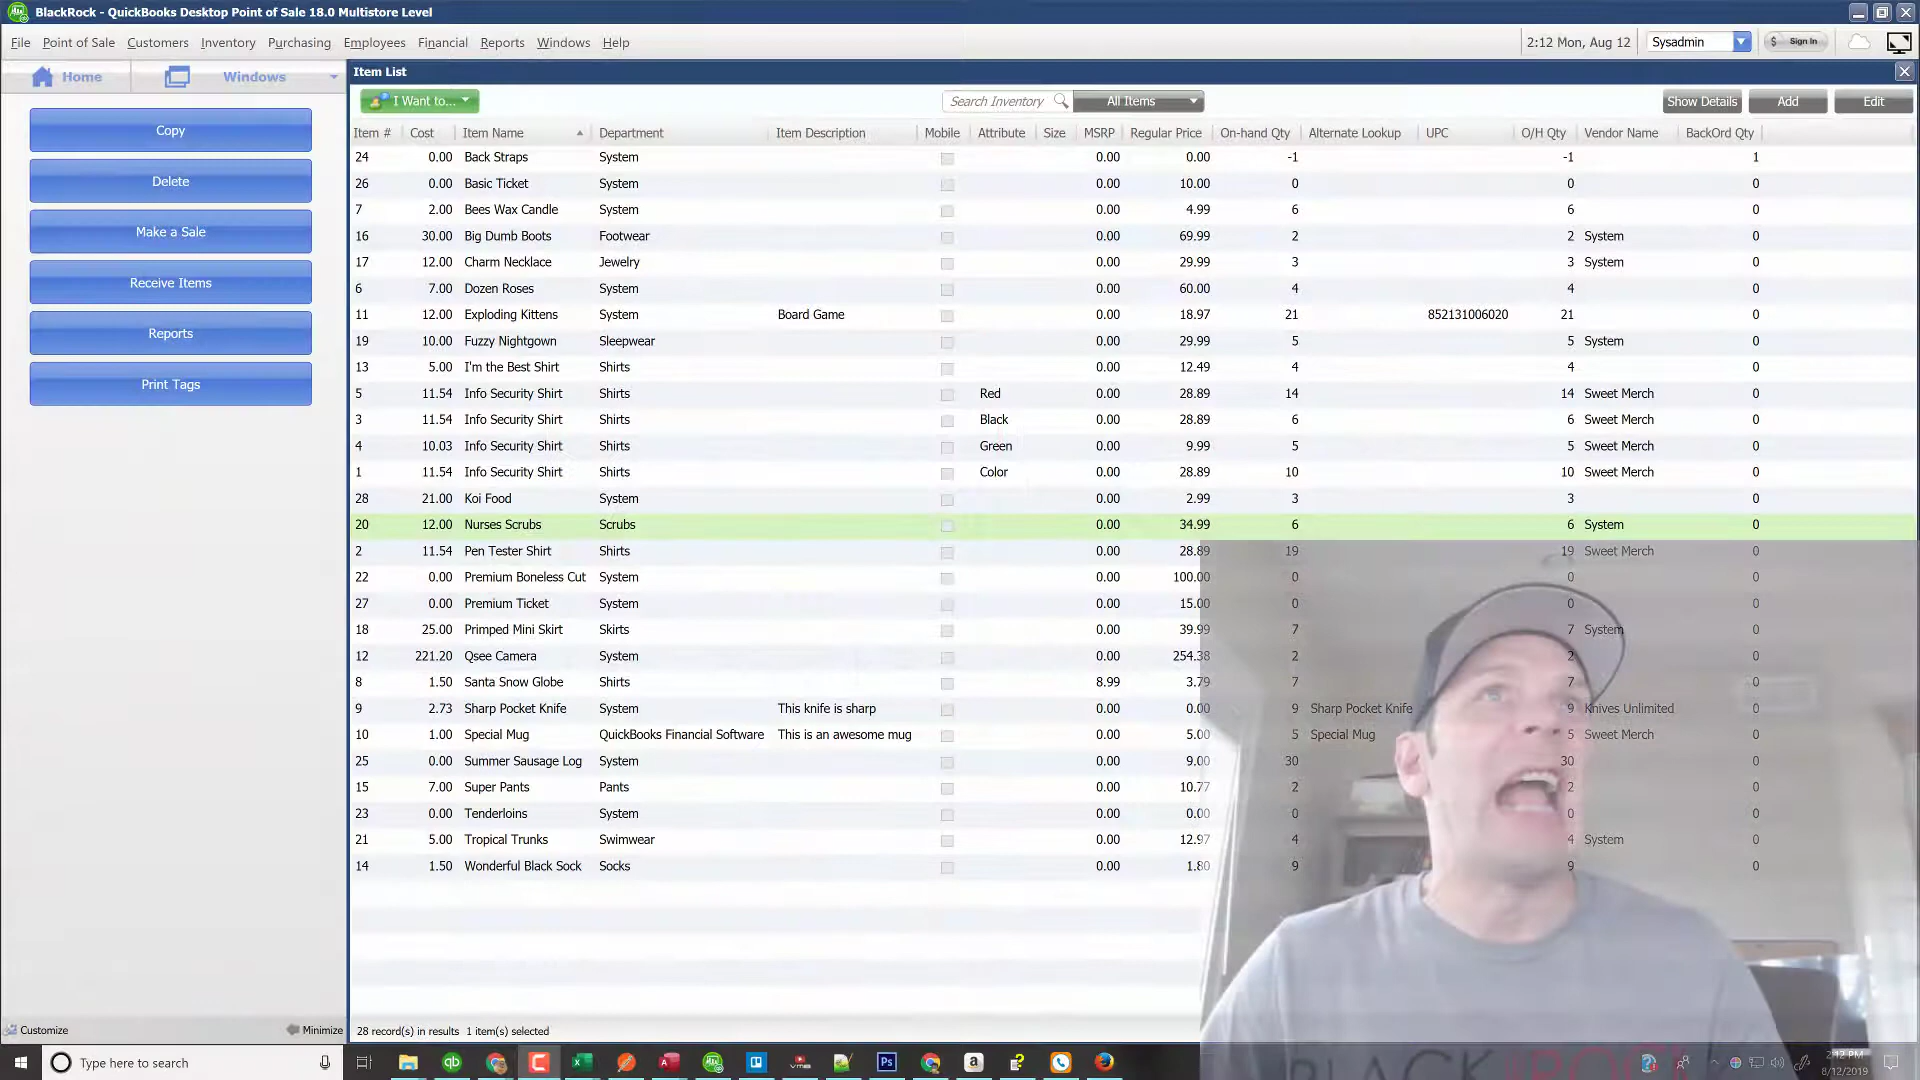 BlackRock - QuickBooks Desktop Point of Sale 18.0 Multistore Level
File Point of Sale Customers Inventory Purchasing Employees Financial Reports Windows Help 2:12 Mon, Aug 12 Sysadmin $ Sign In
Home Windows
Item List
I Want to... Search Inventory All Items Show Details Add Edit
Copy
Delete
Make a Sale
Receive Items
Reports
Print Tags
Item # Cost Item Name Department Item Description Mobile Attribute Size MSRP Regular Price On-hand Qty Alternate Lookup UPC O/H Qty Vendor Name BackOrd Qty
24 0.00 Back Straps System 0.00 0.00 -1 -1 1
26 0.00 Basic Ticket System 0.00 10.00 0 0 0
7 2.00 Bees Wax Candle System 0.00 4.99 6 6 0
16 30.00 Big Dumb Boots Footwear 0.00 69.99 2 2 System 0
17 12.00 Charm Necklace Jewelry 0.00 29.99 3 3 System 0
6 7.00 Dozen Roses System 0.00 60.00 4 4 0
11 12.00 Exploding Kittens System Board Game 0.00 18.97 21 852131006020 21 0
19 10.00 Fuzzy Nightgown Sleepwear 0.00 29.99 5 5 System 0
13 5.00 I'm the Best Shirt Shirts 0.00 12.49 4 4 0
5 11.54 Info Security Shirt Shirts Red 0.00 28.89 14 14 Sweet Merch 0
3 11.54 Info Security Shirt Shirts Black 0.00 28.89 6 6 Sweet Merch 0
4 10.03 Info Security Shirt Shirts Green 0.00 9.99 5 5 Sweet Merch 0
1 11.54 Info Security Shirt Shirts Color 0.00 28.89 10 10 Sweet Merch 0
28 21.00 Koi Food System 0.00 2.99 3 3 0
20 12.00 Nurses Scrubs Scrubs 0.00 34.99 6 6 System 0
2 11.54 Pen Tester Shirt Shirts 0.00 28.89 19 19 Sweet Merch 0
22 0.00 Premium Boneless Cut System 0.00 100.00 0 0 0
27 0.00 Premium Ticket System 0.00 15.00 0 0 0
18 25.00 Primped Mini Skirt Skirts 0.00 39.99 7 7 System 0
12 221.20 Qsee Camera System 0.00 254.38 2 2 0
8 1.50 Santa Snow Globe Shirts 8.99 3.79 7 7 0
9 2.73 Sharp Pocket Knife System This knife is sharp 0.00 0.00 9 Sharp Pocket Knife 9 Knives Unlimited 0
10 1.00 Special Mug QuickBooks Financial Software This is an awesome mug 0.00 5.00 5 Special Mug 5 Sweet Merch 0
25 0.00 Summer Sausage Log System 0.00 9.00 30 30 0
15 7.00 Super Pants Pants 0.00 10.77 2 2 0
23 0.00 Tenderloins System 0.00 0.00 0 0 0
21 5.00 Tropical Trunks Swimwear 0.00 12.97 4 4 System 0
14 1.50 Wonderful Black Sock Socks 0.00 1.80 9 9 0
Customize Minimize 28 record(s) in results 1 item(s) selected
Type here to search
2:12 PM
8/12/2019
BLACK ROCK